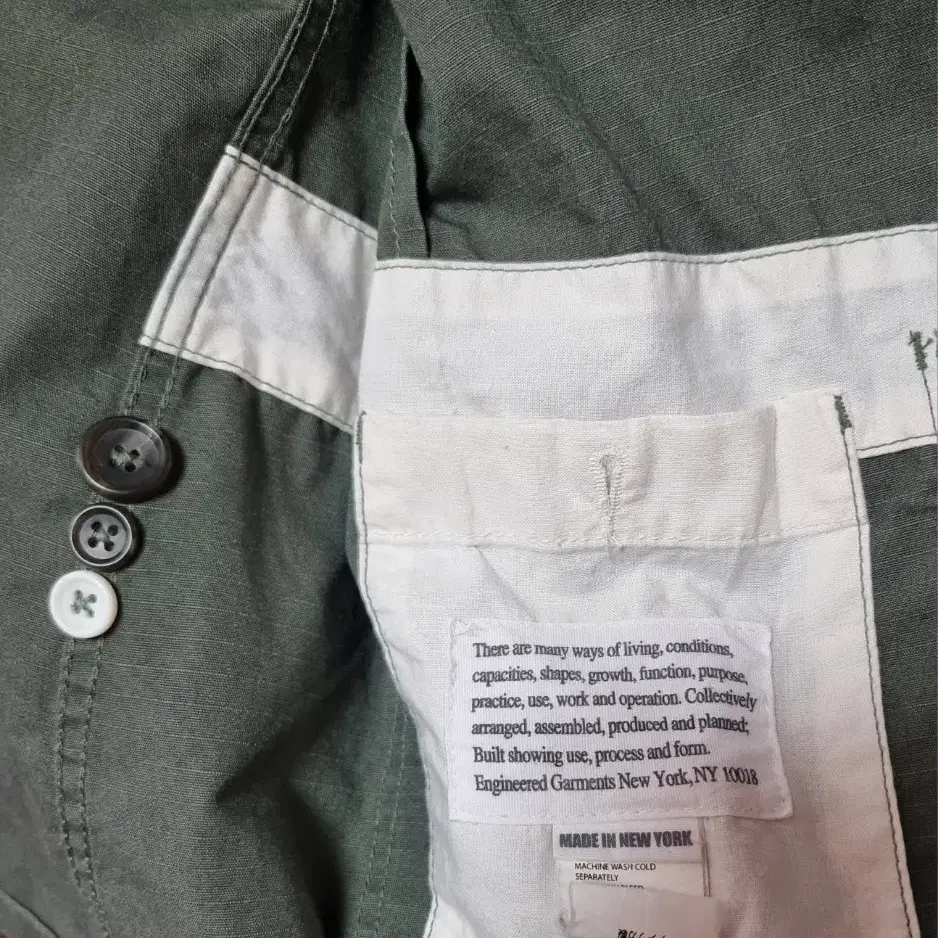 There are many ways of living, conditions,
capacities, shapes, growth, function, purpose,
practice, use, work and operation. Collectively
arranged, assembled, produced and planned;
Built showing use, process and form.
Engineered Garments New York, NY 10018
MADE IN NEW YORK
MACHINE WASH COLD
SEPARATELY